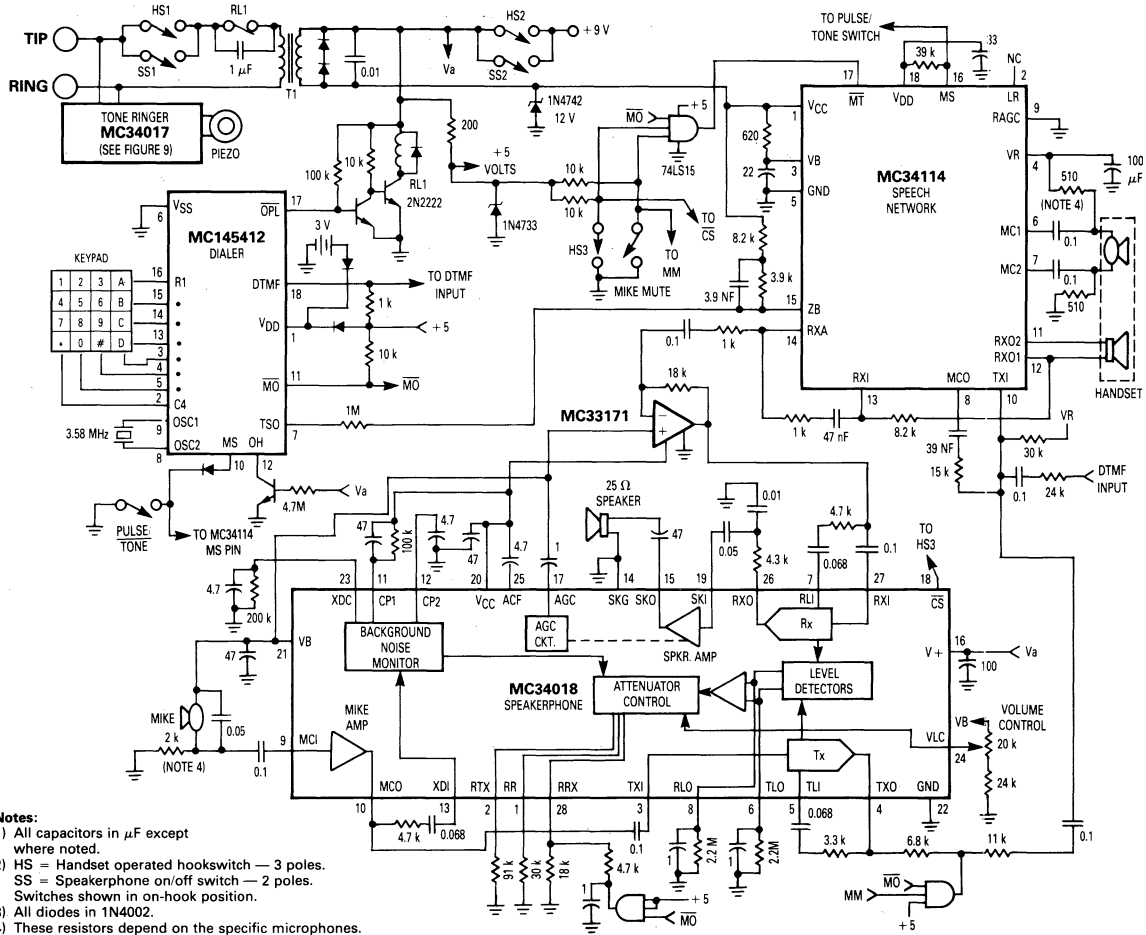 TIP
RING
HS1
SS1
RL1
1 μF
T1
0.01
Va
HS2
SS2
+ 9 V
TONE RINGER
MC34017
(SEE FIGURE 9)
PIEZO
1N4742
12 V
200
+ 5
VOLTS
1N4733
10 k
100 k
RL1
2N2222
10 k
10 k
MO
+ 5
74LS15
HS3
MIKE MUTE
TO
MM
TO
CS
TO PULSE/
TONE SWITCH
39 k
33
NC
17
MT
18
VDD
16
MS
2
LR
VCC
1
620
VB
3
22
GND
5
MC34114
SPEECH
NETWORK
9
RAGC
VR
4
100
μF
510
(NOTE 4)
MC1
6
0.1
MC2
7
0.1
510
RXO2
11
RXO1
12
HANDSET
8.2 k
3.9 k
3.9 NF
15
ZB
RXA
14
RXI
13
MCO
8
TXI
10
0.1
1 k
1 k
47 nF
8.2 k
39 NF
15 k
VR
30 k
0.1
24 k
DTMF
INPUT
VSS
6
OPL
17
MC145412
DIALER
3 V
KEYPAD
1 2 3 A
4 5 6 B
7 8 9 C
* 0 # D
16
R1
15
14
13
3
4
5
2
C4
DTMF
18
TO DTMF
INPUT
1 k
VDD
1
+ 5
10 k
MO
11
MO
TSO
7
1M
OSC1
9
3.58 MHz
OSC2
8
MS
10
OH
12
4.7M
Va
PULSE/
TONE
TO MC34114
MS PIN
MC33171
18 k
25 Ω
SPEAKER
47
100 k
4.7
47
4.7
1
47
0.05
0.01
4.3 k
4.7 k
0.068
0.1
TO
HS3
4.7
200 k
23
XDC
11
CP1
12
CP2
20
VCC
25
ACF
17
AGC
14
SKG
15
SKO
19
SKI
26
RXO
7
RLI
27
RXI
18
CS
VB
21
47
BACKGROUND
NOISE
MONITOR
AGC
CKT.
SPKR. AMP
Rx
LEVEL
DETECTORS
MC34018
SPEAKERPHONE
ATTENUATOR
CONTROL
Tx
16
V +
100
Va
VB
VOLUME
CONTROL
VLC
24
20 k
24 k
MIKE
0.05
2 k
(NOTE 4)
0.1
9
MCI
MIKE
AMP
MCO
10
XDI
13
RTX
2
RR
1
RRX
28
TXI
3
RLO
8
TLO
6
TLI
5
TXO
4
GND
22
4.7 k
0.068
91 k
30 k
18 k
0.1
4.7 k
1
+ 5
MO
1
2.2 M
1
2.2M
0.068
3.3 k
6.8 k
11 k
0.1
MO
MM
+5
Notes:
) All capacitors in μF except
where noted.
) HS = Handset operated hookswitch — 3 poles.
SS = Speakerphone on/off switch — 2 poles.
Switches shown in on-hook position.
) All diodes in 1N4002.
) These resistors depend on the specific microphones.